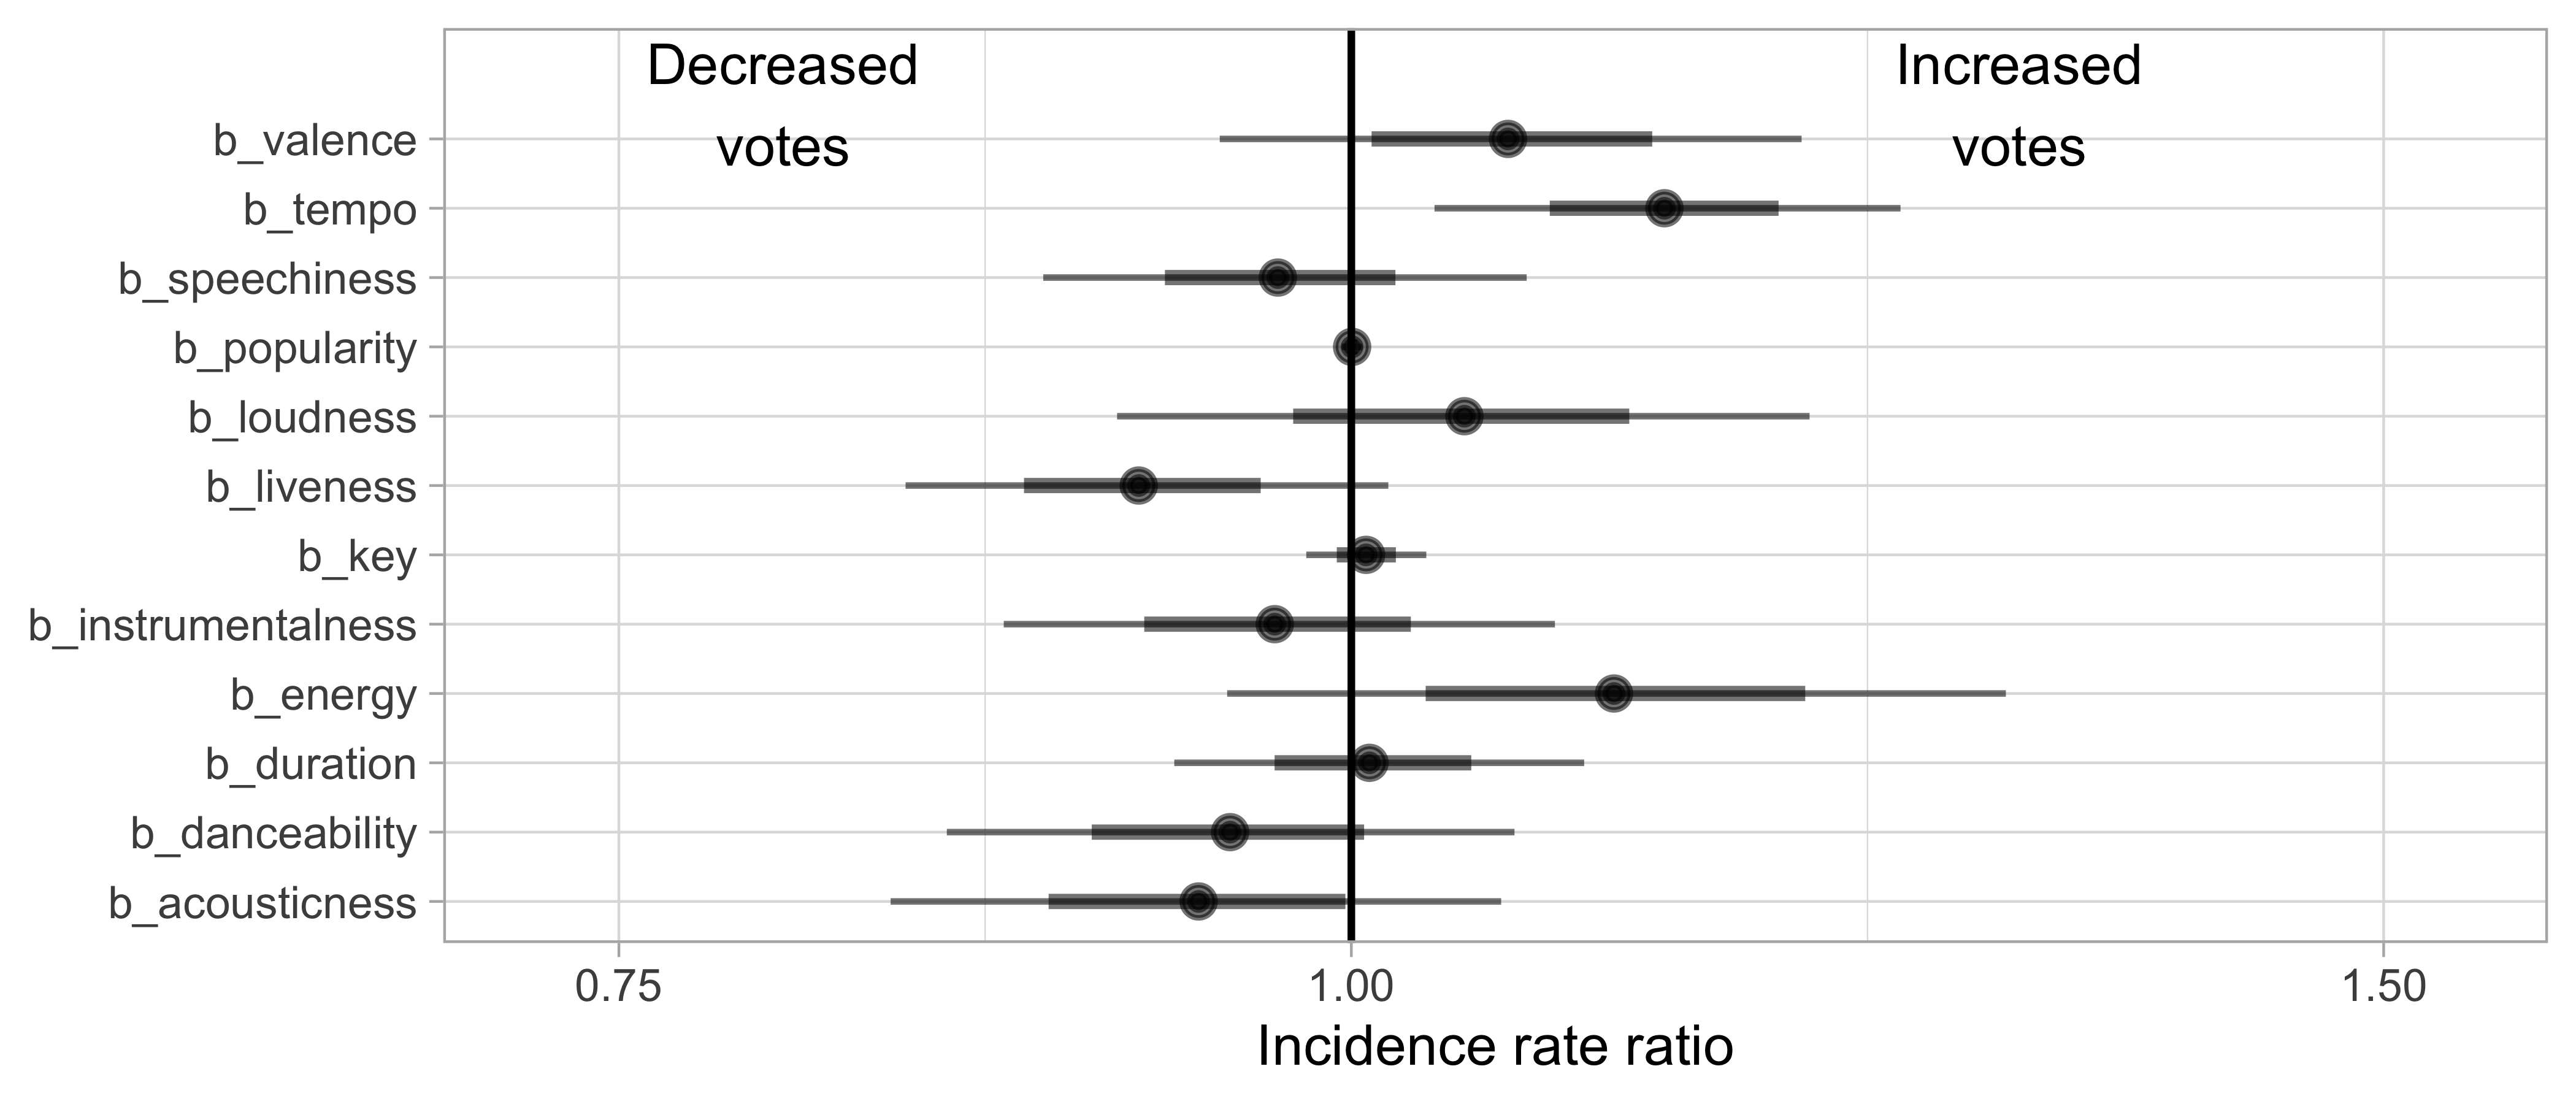 Decreased
votes
Increased
votes
b_valence
b_tempo
b_speechiness
b_popularity
b_loudness
b_liveness
b_key
b_instrumentalness
b_energy
b_duration
b_danceability
b_acousticness
0.75
1.00
1.50
Incidence rate ratio